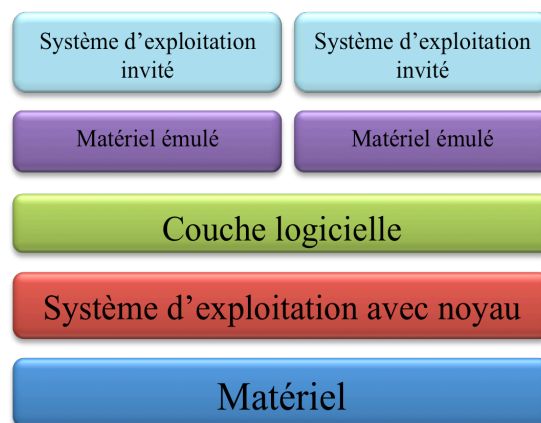 Système d'exploitation
invité
Système d'exploitation
invité
Matériel émulé
Matériel émulé
Couche logicielle
Système d'exploitation avec noyau
Matériel